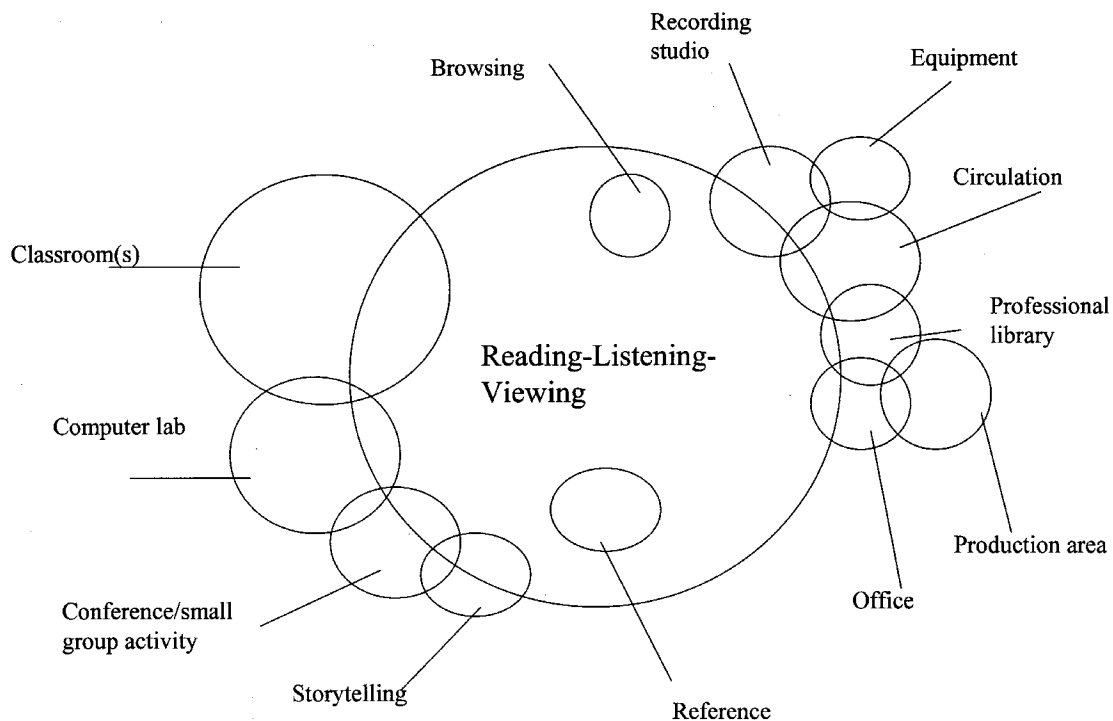 Recording
studio
Browsing
Equipment
Circulation
Classroom(s)
Professional
library
Reading-Listening-
Viewing
Computer lab
Production area
Office
Conference/small
group activity
Storytelling
Reference